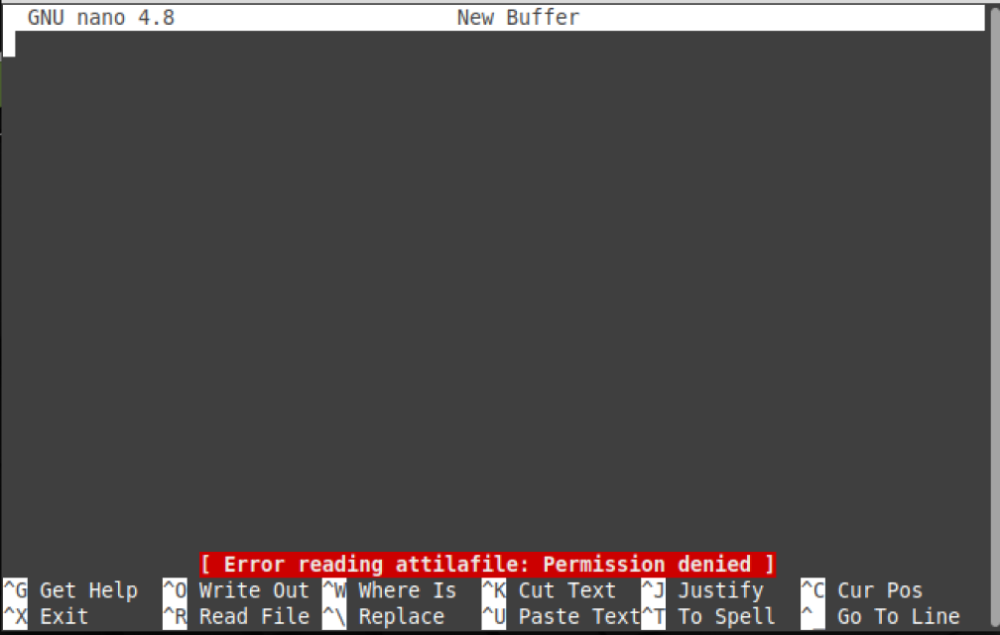 GNU nano 4.8 New Buffer
[ Error reading attilafile: Permission denied ]
^G Get Help ^O Write Out ^W Where Is ^K Cut Text ^J Justify ^C Cur Pos
^X Exit ^R Read File ^\ Replace ^U Paste Text ^T To Spell ^_ Go To Line